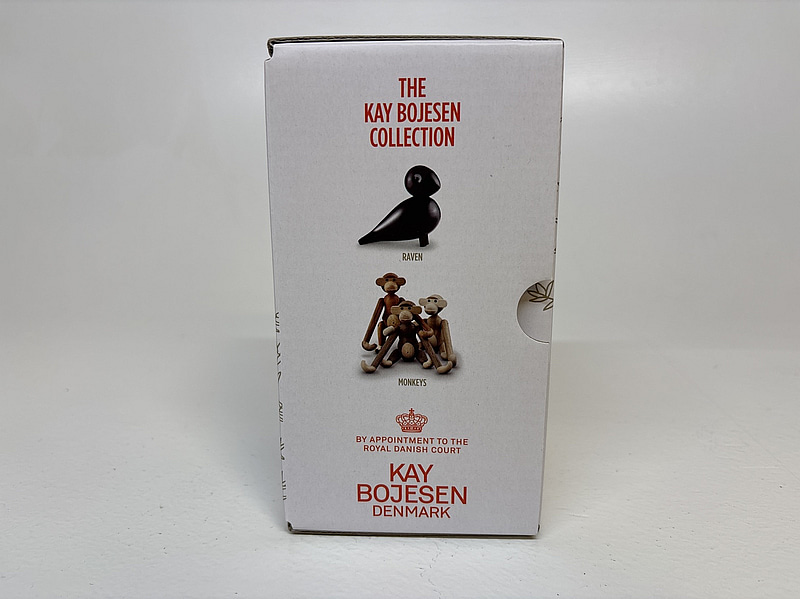 THE
KAY BOJESEN
COLLECTION
RAVEN
MONKEYS
BY APPOINTMENT TO THE
ROYAL DANISH COURT
KAY
BOJESEN
DENMARK